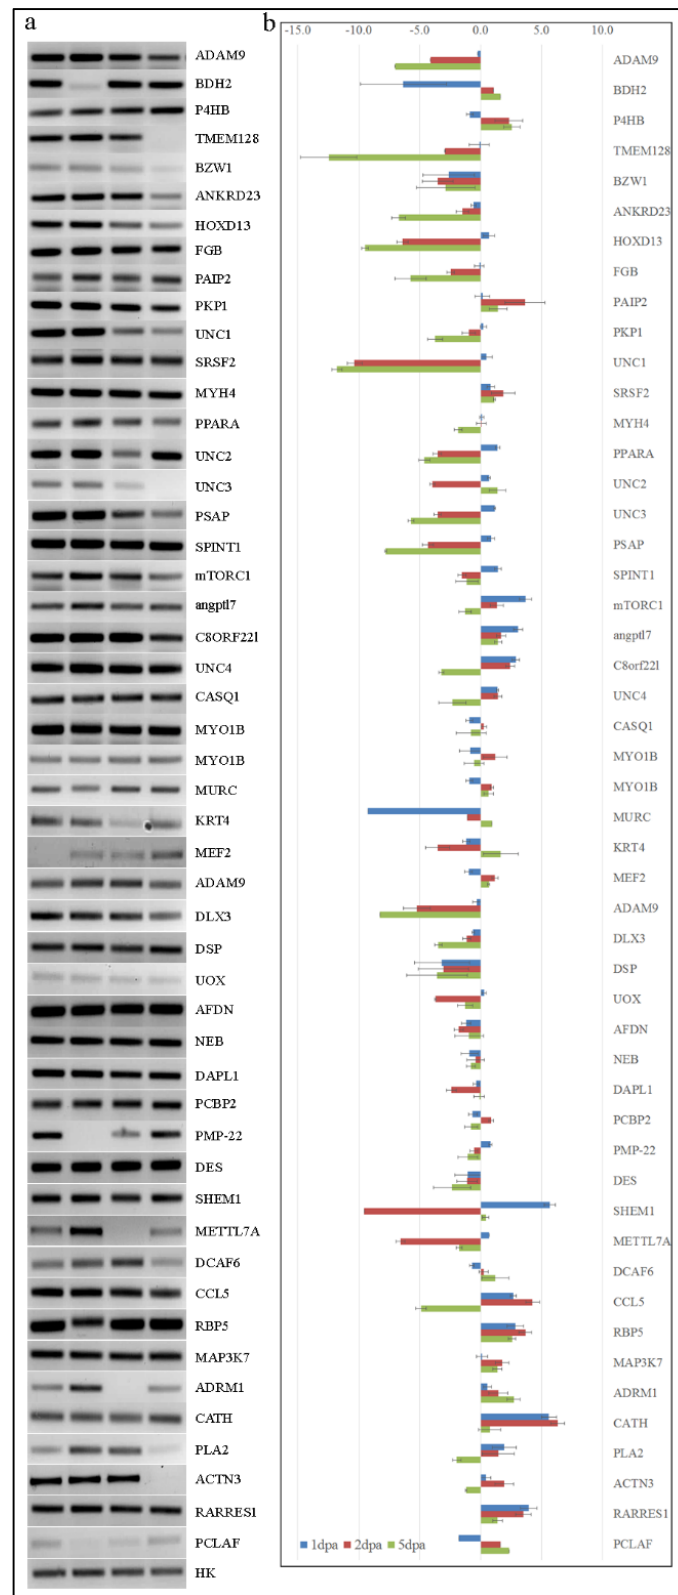 a
ADAM9
BDH2
P4HB
TMEM128
BZW1
ANKRD23
HOXD13
FGB
PAIP2
PKP1
UNC1
SRSF2
MYH4
PPARA
UNC2
UNC3
PSAP
SPINT1
mTORC1
angptl7
C8ORF22l
UNC4
CASQ1
MYO1B
MYO1B
MURC
KRT4
MEF2
ADAM9
DLX3
DSP
UOX
AFDN
NEB
DAPL1
PCBP2
PMP-22
DES
SHEM1
METTL7A
DCAF6
CCL5
RBP5
MAP3K7
ADRM1
CATH
PLA2
ACTN3
RARRES1
PCLAF
HK
b
-15.0 -10.0 -5.0 0.0 5.0 10.0
ADAM9
BDH2
P4HB
TMEM128
BZW1
ANKRD23
HOXD13
FGB
PAIP2
PKP1
UNC1
SRSF2
MYH4
PPARA
UNC2
UNC3
PSAP
SPINT1
mTORC1
angptl7
C8orf22l
UNC4
CASQ1
MYO1B
MYO1B
MURC
KRT4
MEF2
ADAM9
DLX3
DSP
UOX
AFDN
NEB
DAPL1
PCBP2
PMP-22
DES
SHEM1
METTL7A
DCAF6
CCL5
RBP5
MAP3K7
ADRM1
CATH
PLA2
ACTN3
RARRES1
PCLAF
1dpa 2dpa 5dpa